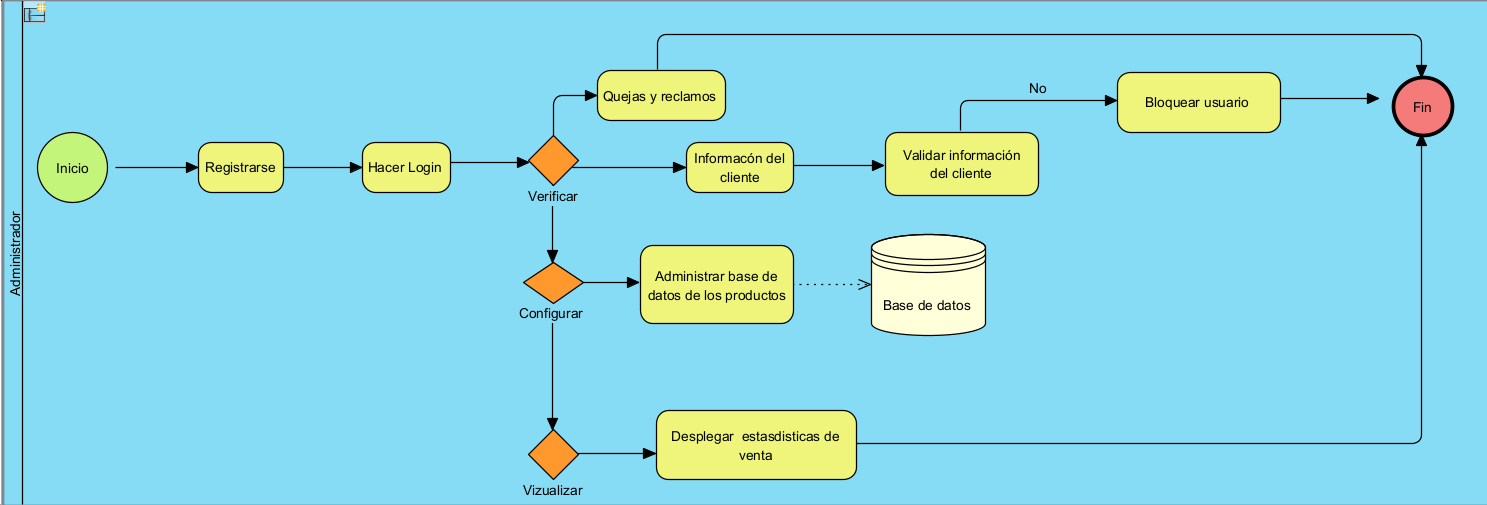 Administrador
Inicio
Registrarse
Hacer Login
Verificar
Quejas y reclamos
Informacón del
cliente
Validar información
del cliente
No
Bloquear usuario
Fin
Configurar
Administrar base de
datos de los productos
Base de datos
Vizualizar
Desplegar estasdisticas de
venta